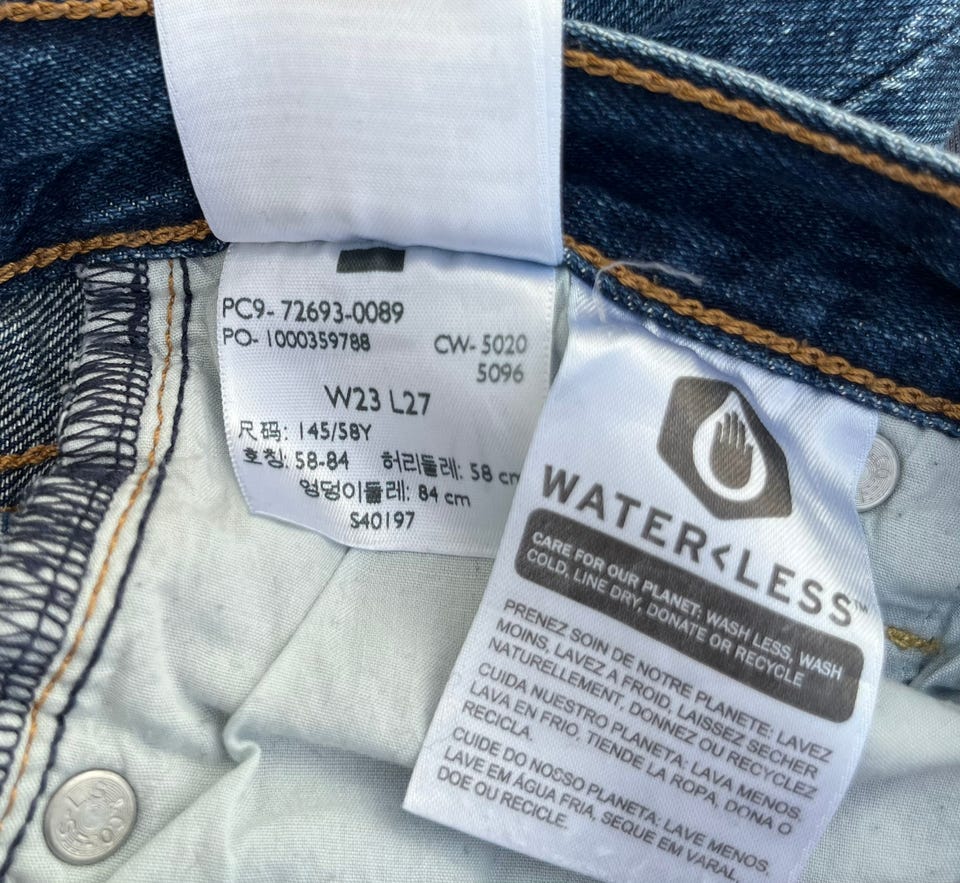 PC9- 72693-0089
PO- 1000359788 CW- 5020
5096
W23 L27
尺码: 145/58Y
호칭: 58-84 허리둘레: 58 cm
엉덩이둘레: 84 cm
S40197
WATER<LESS™
CARE FOR OUR PLANET: WASH LESS, WASH
COLD, LINE DRY, DONATE OR RECYCLE
PRENEZ SOIN DE NOTRE PLANETE: LAVEZ
MOINS, LAVEZ A FROID, LAISSEZ SECHER
NATURELLEMENT, DONNEZ OU RECYCLEZ
CUIDA NUESTRO PLANETA: LAVA MENOS,
LAVA EN FRIO, TIENDE LA ROPA, DONA O
RECICLA.
CUIDE DO NOSSO PLANETA: LAVE MENOS.
LAVE EM ÁGUA FRIA, SEQUE EM VARAL,
DOE OU RECICLE.
L.S.
CO-SF